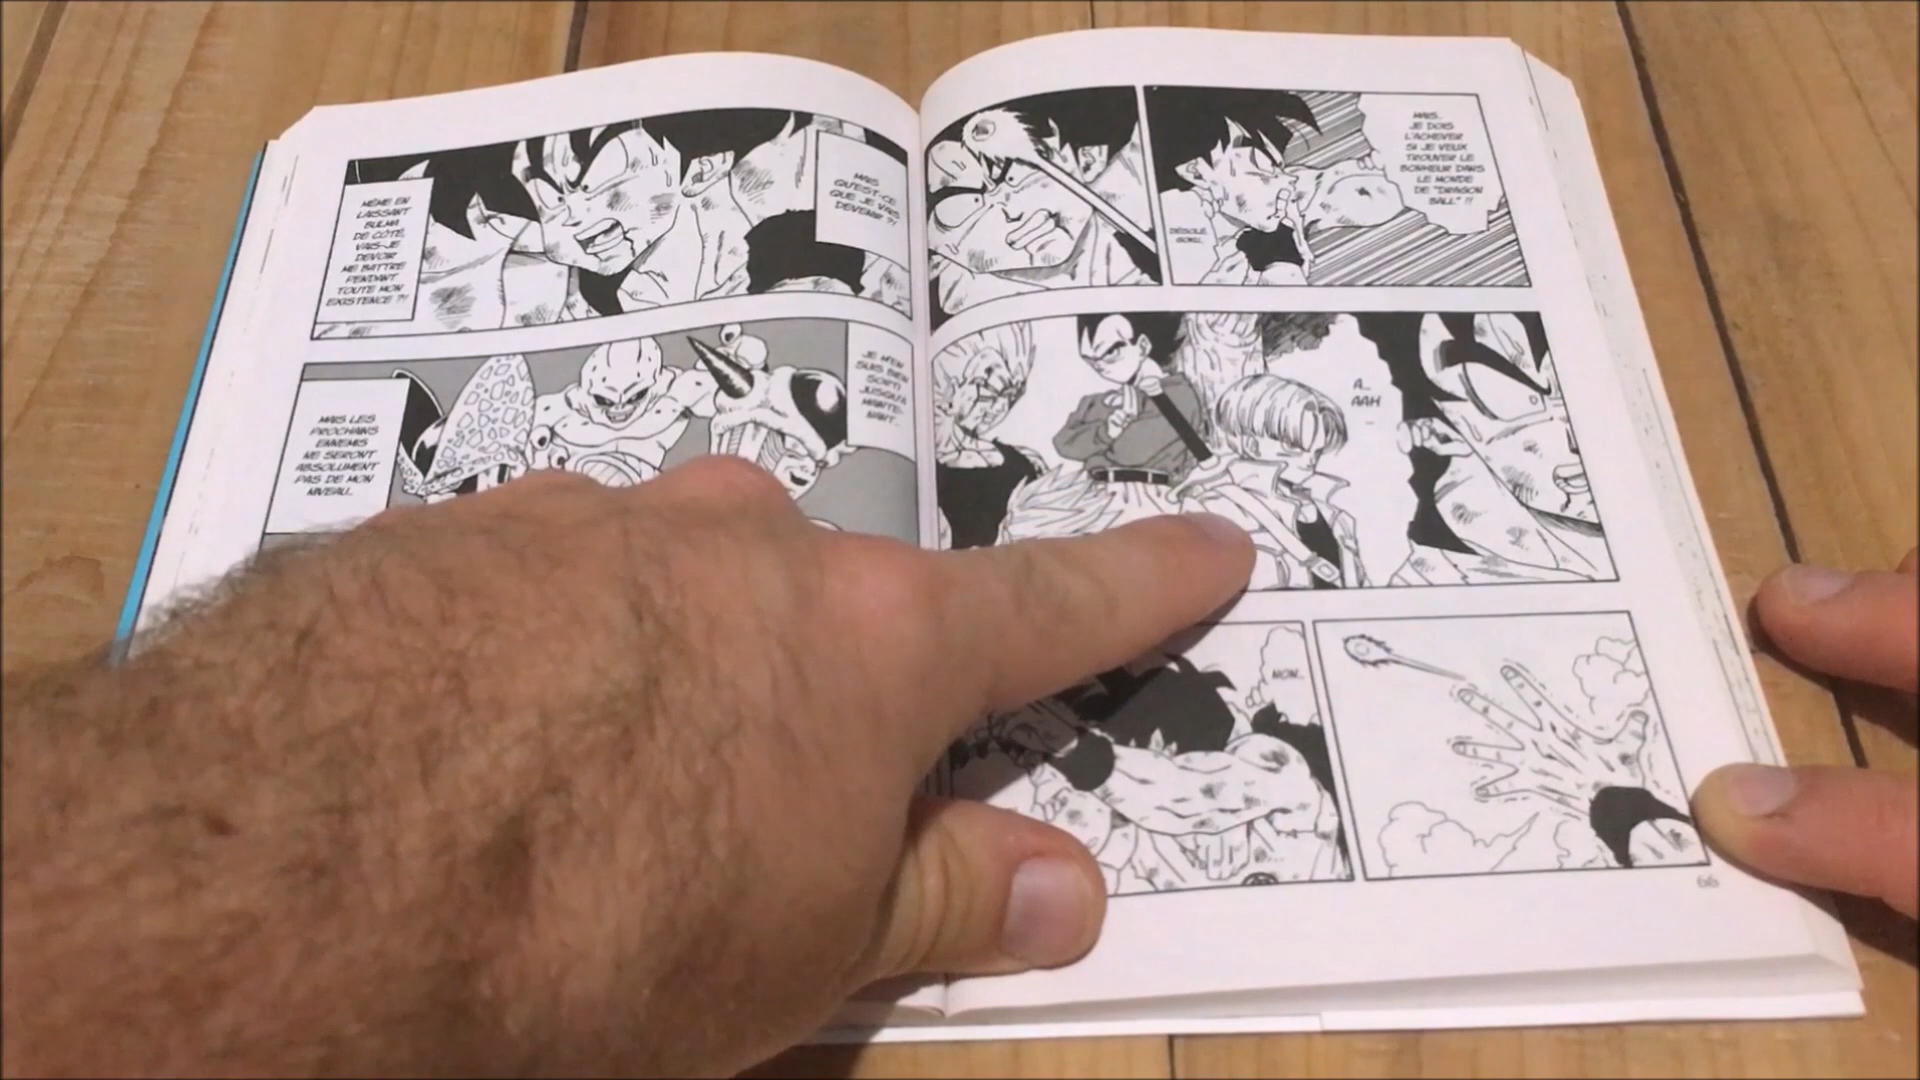 MAIS...
JE DOIS
L'ACHEVER
SI JE VEUX
TROUVER LE
BONHEUR DANS
LE MONDE
DE "DRAGON
BALL" !!
DÉSOLÉ,
GOKU.
A...
AAH
...
NON...
66
MAIS
QU'EST-CE
QUE JE VAIS
DEVENIR ?!
MÊME EN
LAISSANT
BULMA
DE CÔTÉ,
VAIS-JE
DEVOIR
ME BATTRE
PENDANT
TOUTE MON
EXISTENCE ?!
JE M'EN
SUIS BIEN
SORTI
JUSQU'À
MAINTE-
NANT...
MAIS LES
PROCHAINS
ENNEMIS
NE SERONT
ABSOLUMENT
PAS DE MON
NIVEAU...